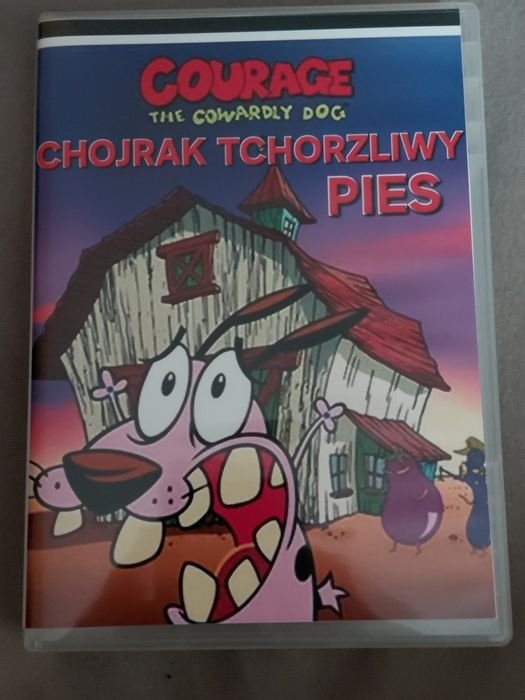 COURAGE
THE COWARDLY DOG
CHOJRAK TCHORZLIWY
PIES